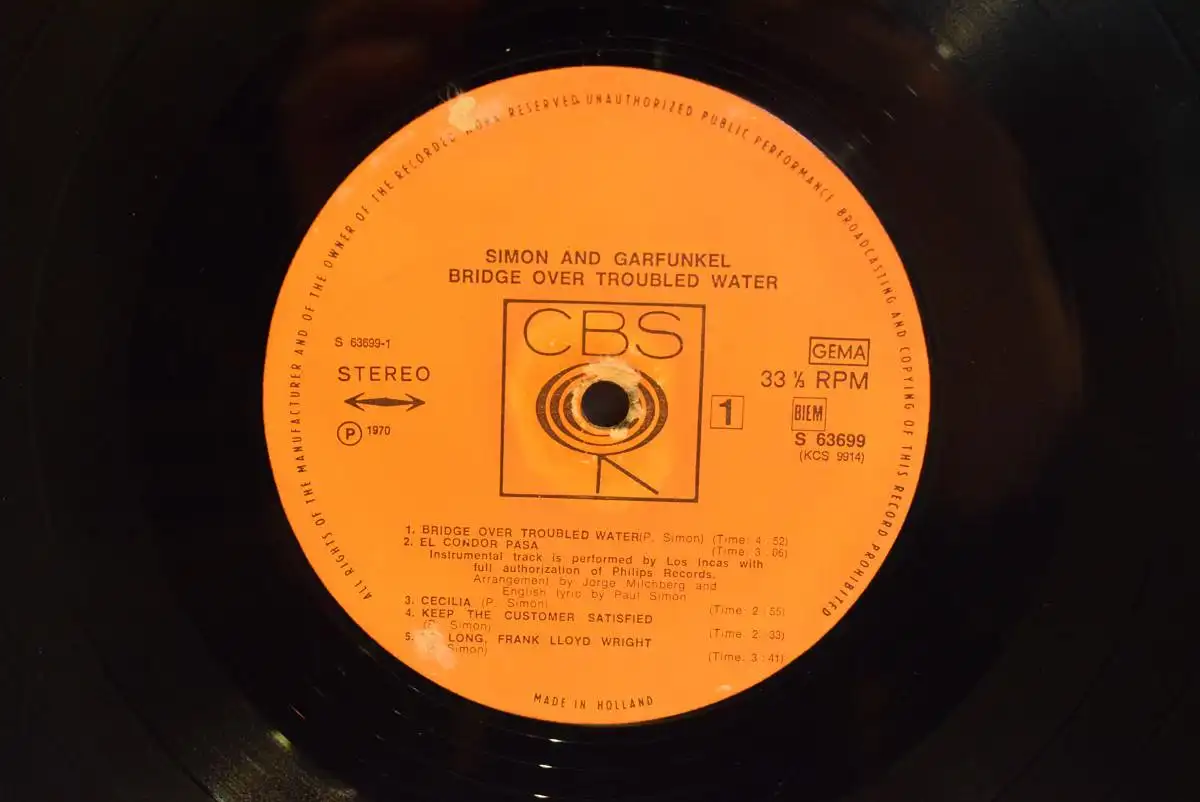 ALL RIGHTS OF THE MANUFACTURER AND OF THE OWNER OF THE RECORDED WORK RESERVED. UNAUTHORIZED PUBLIC PERFORMANCE BROADCASTING AND COPYING OF THIS RECORD PROHIBITED
SIMON AND GARFUNKEL
BRIDGE OVER TROUBLED WATER
CBS
S 63699-1
STEREO
P 1970
1
GEMA
33 ⅓ RPM
BIEM
S 63699
(KCS 9914)
1. BRIDGE OVER TROUBLED WATER (P. Simon) (Time: 4 : 52)
2. EL CONDOR PASA (Time: 3 : 06)
Instrumental track is performed by Los Incas with
full authorization of Philips Records.
Arrangement by Jorge Milchberg and
English lyric by Paul Simon
3. CECILIA (P. Simon) (Time: 2 : 55)
4. KEEP THE CUSTOMER SATISFIED
(P. Simon) (Time: 2 : 33)
5. LONG, FRANK LLOYD WRIGHT
Simon) (Time: 3 : 41)
MADE IN HOLLAND